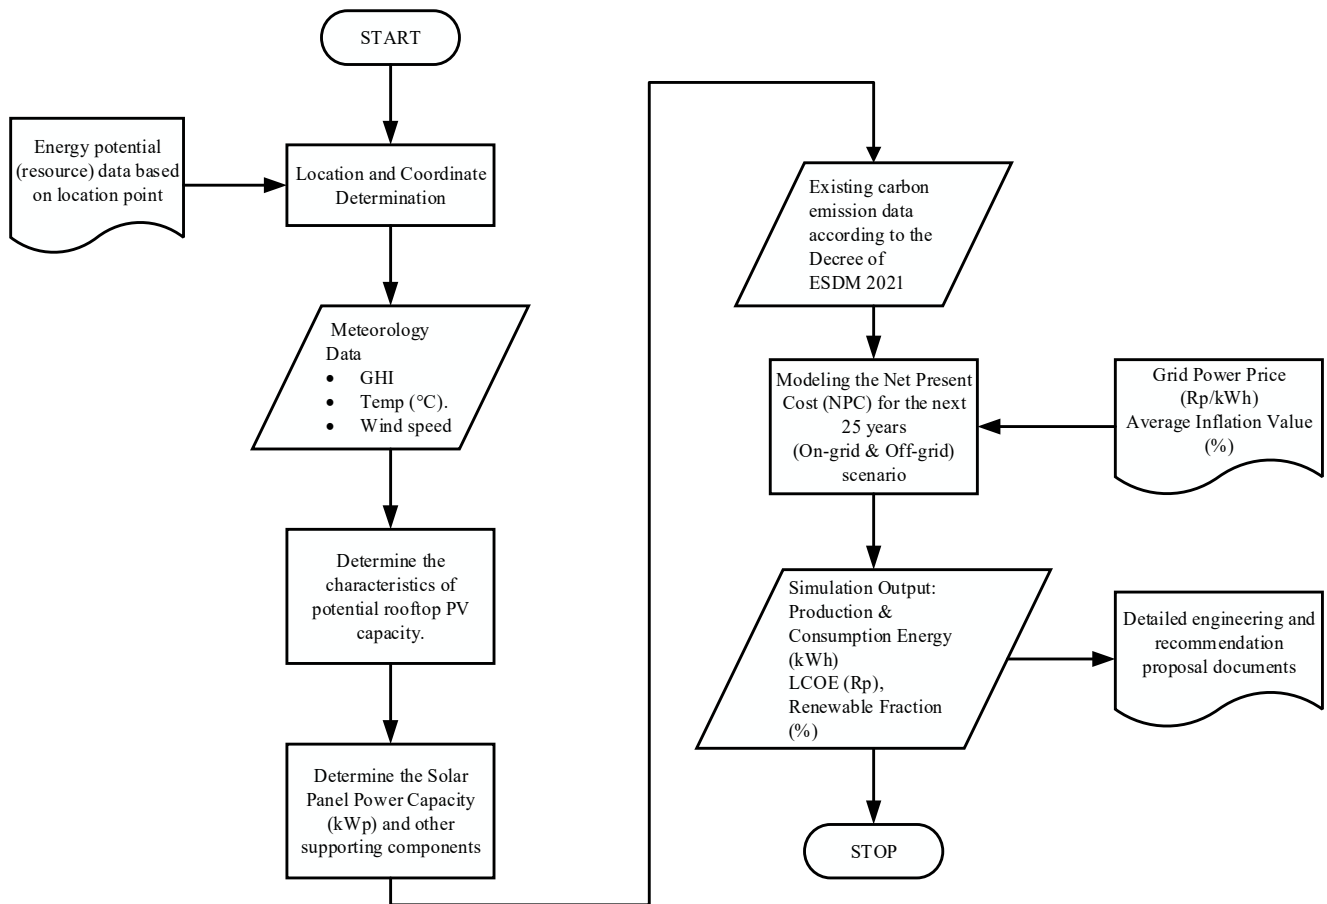 START
Energy potential
(resource) data based
on location point
Location and Coordinate
Determination
Meteorology
Data
• GHI
• Temp (°C).
• Wind speed
Determine the
characteristics of
potential rooftop PV
capacity.
Determine the Solar
Panel Power Capacity
(kWp) and other
supporting components
Existing carbon
emission data
according to the
Decree of
ESDM 2021
Modeling the Net Present
Cost (NPC) for the next
25 years
(On-grid & Off-grid)
scenario
Grid Power Price
(Rp/kWh)
Average Inflation Value
(%)
Simulation Output:
Production &
Consumption Energy
(kWh)
LCOE (Rp),
Renewable Fraction
(%)
Detailed engineering and
recommendation
proposal documents
STOP